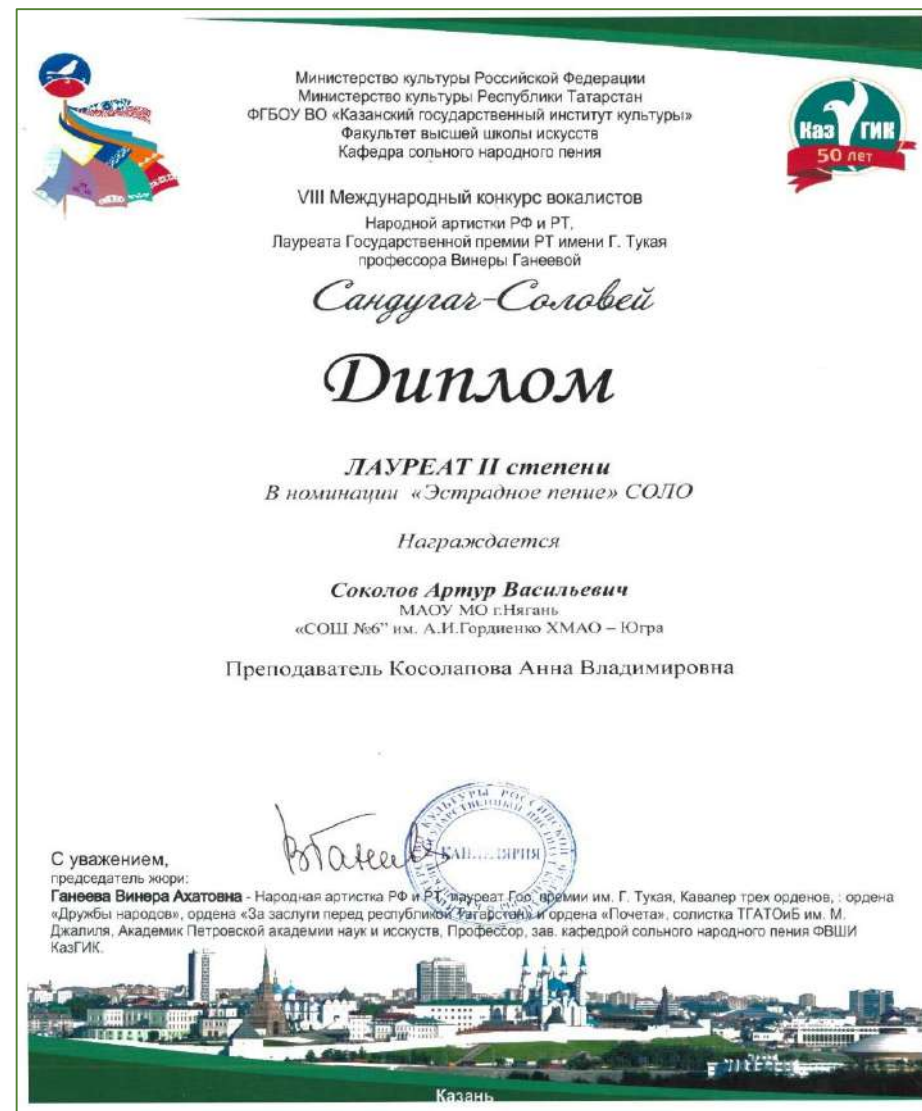 Министерство культуры Российской Федерации
Министерство культуры Республики Татарстан
ФГБОУ ВО «Казанский государственный институт культуры»
Факультет высшей школы искусств
Кафедра сольного народного пения
Каз ГИК
50 лет
VIII Международный конкурс вокалистов
Народной артистки РФ и РТ,
Лауреата Государственной премии РТ имени Г. Тукая
профессора Винеры Ганеевой
Сандугач-Соловей
Диплом
ЛАУРЕАТ II степени
В номинации «Эстрадное пение» СОЛО
Награждается
Соколов Артур Васильевич
МАОУ МО г.Нягань
«СОШ №6” им. А.И.Гордиенко ХМАО – Югра
Преподаватель Косолапова Анна Владимировна
КАНЦЕЛЯРИЯ
С уважением,
председатель жюри:
Ганеева Винера Ахатовна - Народная артистка РФ и РТ, лауреат Гос. премии им. Г. Тукая, Кавалер трех орденов, : ордена
«Дружбы народов», ордена «За заслуги перед республикой Татарстан» и ордена «Почета», солистка ТГАТОиБ им. М.
Джалиля, Академик Петровской академии наук и исскуств, Профессор, зав. кафедрой сольного народного пения ФВШИ
КазГИК.
Казань